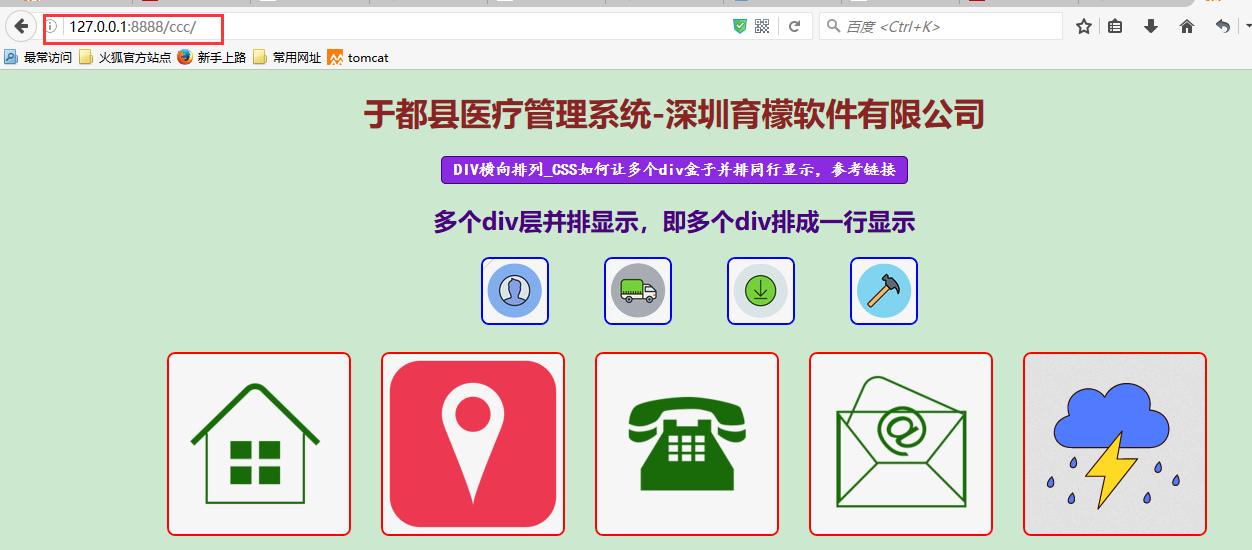 127.0.0.1:8888/ccc/
百度 <Ctrl+K>
最常访问 火狐官方站点 新手上路 常用网址 tomcat
于都县医疗管理系统-深圳育檬软件有限公司
DIV横向排列_CSS如何让多个div盒子并排同行显示，参考链接
多个div层并排显示，即多个div排成一行显示
@